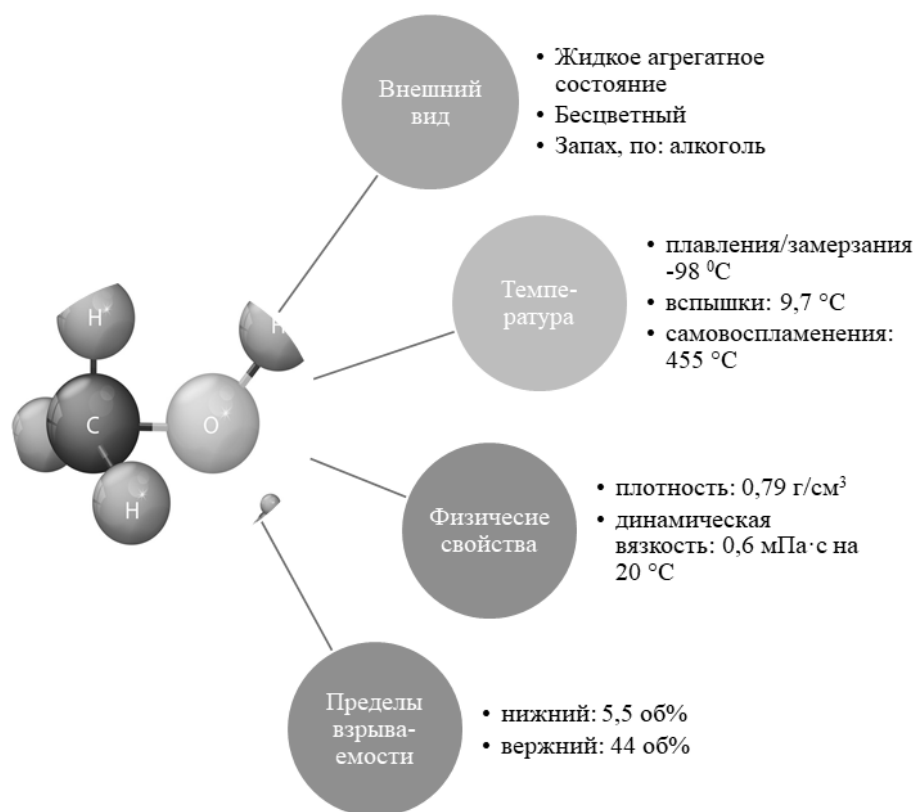 Внешний
вид
• Жидкое агрегатное
состояние
• Бесцветный
• Запах, по: алкоголь
Темпе-
ратура
• плавления/замерзания
-98 ⁰C
• вспышки: 9,7 °C
• самовоспламенения:
455 °C
H
H
C
O
H
Физичесие
свойства
• плотность: 0,79 г/см³
• динамическая
вязкость: 0,6 мПа·с на
20 °C
Пределы
взрыва-
емости
• нижний: 5,5 об%
• вержний: 44 об%